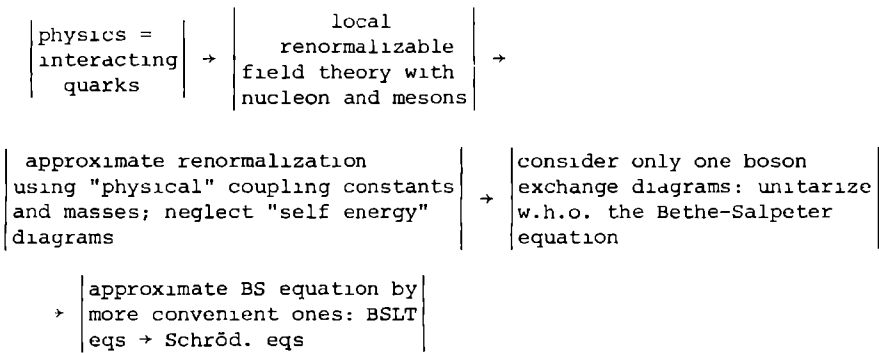 physics = interacting quarks → local renormalizable field theory with nucleon and mesons →
approximate renormalization using "physical" coupling constants and masses; neglect "self energy" diagrams → consider only one boson exchange diagrams: unitarize w.h.o. the Bethe-Salpeter equation
→ approximate BS equation by more convenient ones: BSLT eqs → Schröd. eqs